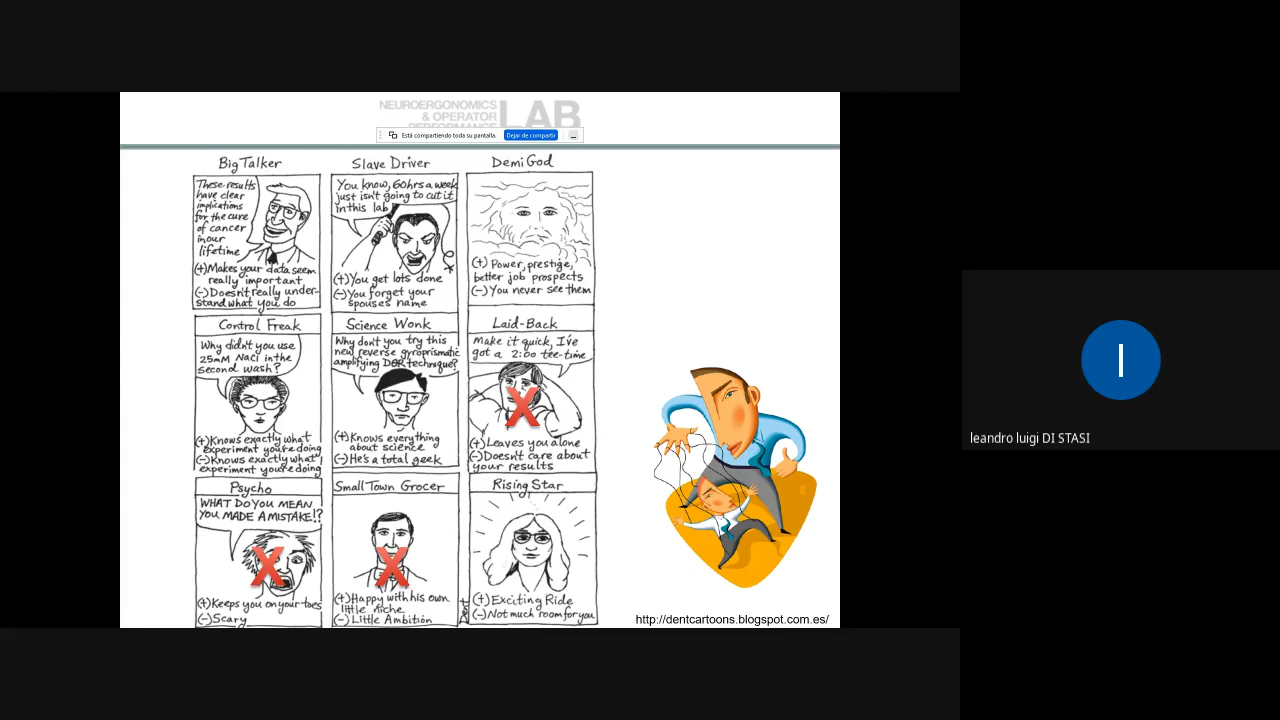 NEUROERGONOMICS
& OPERATOR
PERFORMANCE
LAB
Está compartiendo toda su pantalla.
Dejar de compartir
Big Talker
These results
have clear
implications
for the cure
of cancer
in our
lifetime
(+) Makes your data seem
really important
(-) Doesn't really under-
stand what you do
Slave Driver
You know, 60hrs a week
just isn't going to cut it
in this lab
(+) You get lots done
(-) You forget your
spouses name
Demi God
(+) Power, prestige,
better job prospects
(-) You never see them
Control Freak
Why didn't you use
25mM NaCl in the
second wash?
(+) Knows exactly what
experiment you're doing
(-) Knows exactly what
experiment you're doing
Science Wonk
Why don't you try this
new reverse gyroprismatic
amplifying technique?
(+) Knows everything
about science
(-) He's a total geek
Laid-Back
Make it quick, I've
got a 2:00 tee-time
(+) Leaves you alone
(-) Doesn't care about
your results
Psycho
WHAT DO YOU MEAN
YOU MADE A MISTAKE!?
(+) Keeps you on your toes
(-) Scary
Small Town Grocer
(+) Happy with his own
little niche
(-) Little Ambition
Rising Star
(+) Exciting Ride
(-) Not much room for you
http://dentcartoons.blogspot.com.es/
l
leandro luigi DI STASI